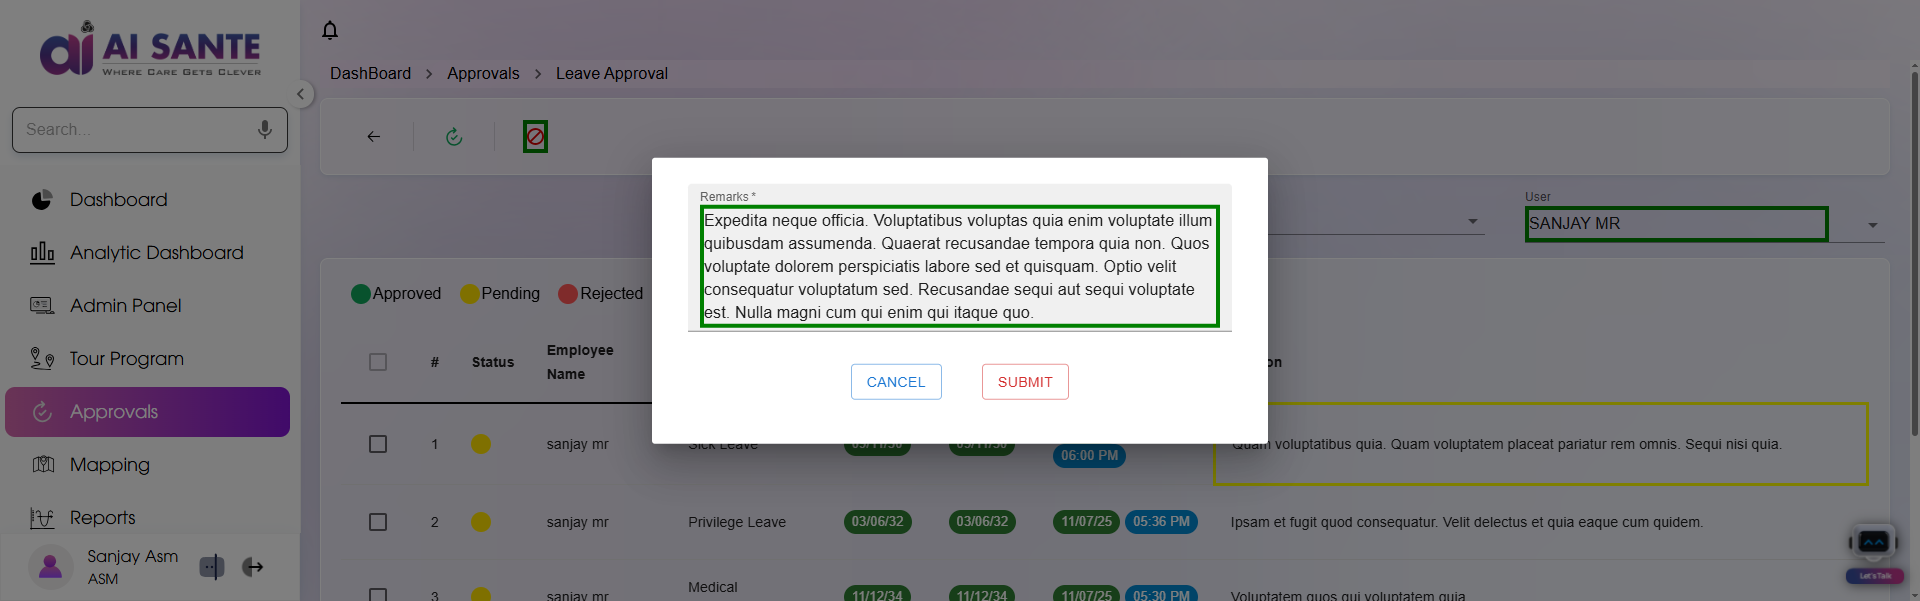 ai AI SANTE
WHERE CARE GETS CLEVER
Search...
Dashboard
Analytic Dashboard
Admin Panel
Tour Program
Approvals
Mapping
Reports
Sanjay Asm
ASM
DashBoard > Approvals > Leave Approval
User
SANJAY MR
Remarks *
Expedita neque officia. Voluptatibus voluptas quia enim voluptate illum
quibusdam assumenda. Quaerat recusandae tempora quia non. Quos
voluptate dolorem perspiciatis labore sed et quisquam. Optio velit
consequatur voluptatum sed. Recusandae sequi aut sequi voluptate
est. Nulla magni cum qui enim qui itaque quo.
CANCEL SUBMIT
Approved Pending Rejected
# Status Employee
Name
1 sanjay mr Sick Leave 06:00 PM Quam voluptatibus quia. Quam voluptatem placeat pariatur rem omnis. Sequi nisi quia.
2 sanjay mr Privilege Leave 03/06/32 03/06/32 11/07/25 05:36 PM Ipsam et fugit quod consequatur. Velit delectus et quia eaque cum quidem.
3 sanjay mr Medical 11/12/34 11/12/34 11/07/25 05:30 PM Voluptatem quos qui voluptatem quia
Let's Talk